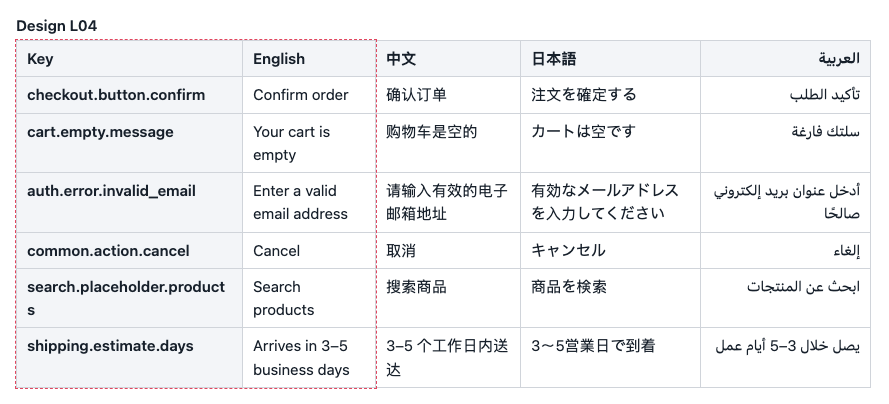 Design L04
Key English 中文 日本語 العربية
checkout.button.confirm Confirm order 确认订单 注文を確定する تأكيد الطلب
cart.empty.message Your cart is 购物车是空的 カートは空です سلتك فارغة
empty
auth.error.invalid_email Enter a valid 请输入有效的电子 有効なメールアドレス أدخل عنوان بريد إلكتروني
email address 邮箱地址 を入力してください صالحًا
common.action.cancel Cancel 取消 キャンセル إلغاء
search.placeholder.product Search 搜索商品 商品を検索 ابحث عن المنتجات
s products
shipping.estimate.days Arrives in 3–5 3–5 个工作日内送 3〜5営業日で到着 يصل خلال 3–5 أيام عمل
business days 达